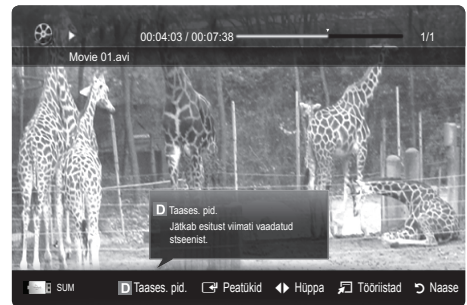 00:04:03 / 00:07:38 1/1
Movie 01.avi
D Taases. pid.
Jätkab esitust viimati vaadatud
stseenist.
SUM D Taases. pid. Peatükid Hüppa Tööriistad Naase